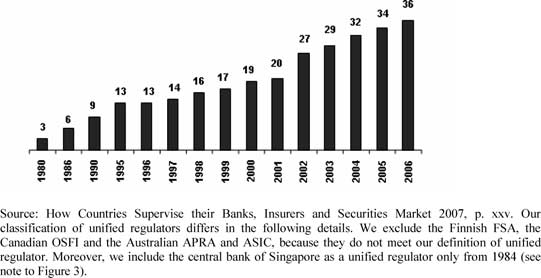 36
34
32
29
27
20
19
17
16
14
13 13
9
6
3
1980 1986 1990 1995 1996 1997 1998 1999 2000 2001 2002 2003 2004 2005 2006
Source: How Countries Supervise their Banks, Insurers and Securities Market 2007, p. xxv. Our
classification of unified regulators differs in the following details. We exclude the Finnish FSA, the
Canadian OSFI and the Australian APRA and ASIC, because they do not meet our definition of unified
regulator. Moreover, we include the central bank of Singapore as a unified regulator only from 1984 (see
note to Figure 3).